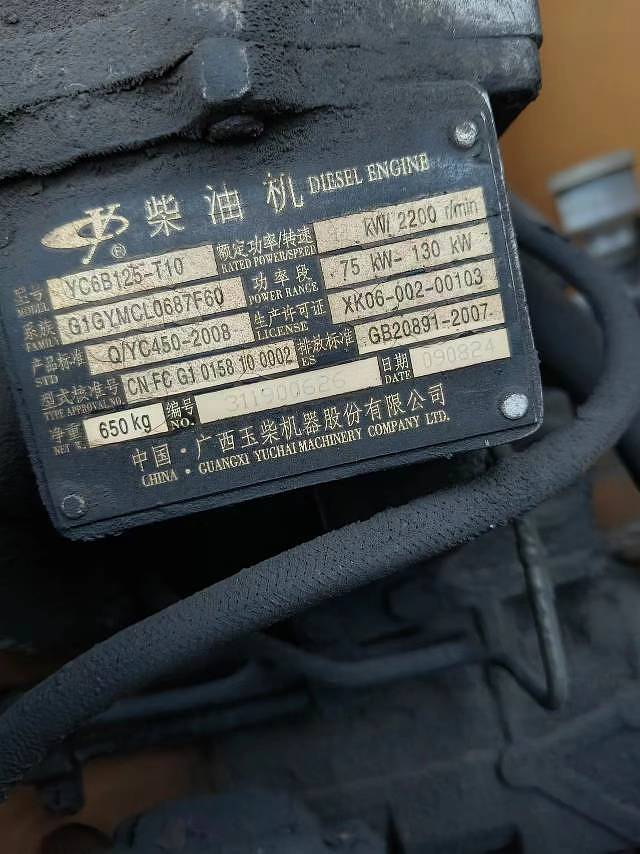 柴油机 DIESEL ENGINE
型号 MODEL YC6B125-T10 额定功率/转速 RATED POWER/SPEED kW/ 2200 r/min
系族 FAMILY G1GYMCL0687F60 功率段 POWER RANGE 75 kW- 130 kW
产品标准 STD Q/YC450-2008 生产许可证 LICENSE XK06-002-00103
型式核准号 TYPE APPROVAL NO. CN FC G1 0158 10 0002 排放标准 ES GB20891-2007
净重 NET W. 650 kg 编号 NO. 311900626 日期 DATE 090824
中国·广西玉柴机器股份有限公司
CHINA · GUANGXI YUCHAI MACHINERY COMPANY LTD.